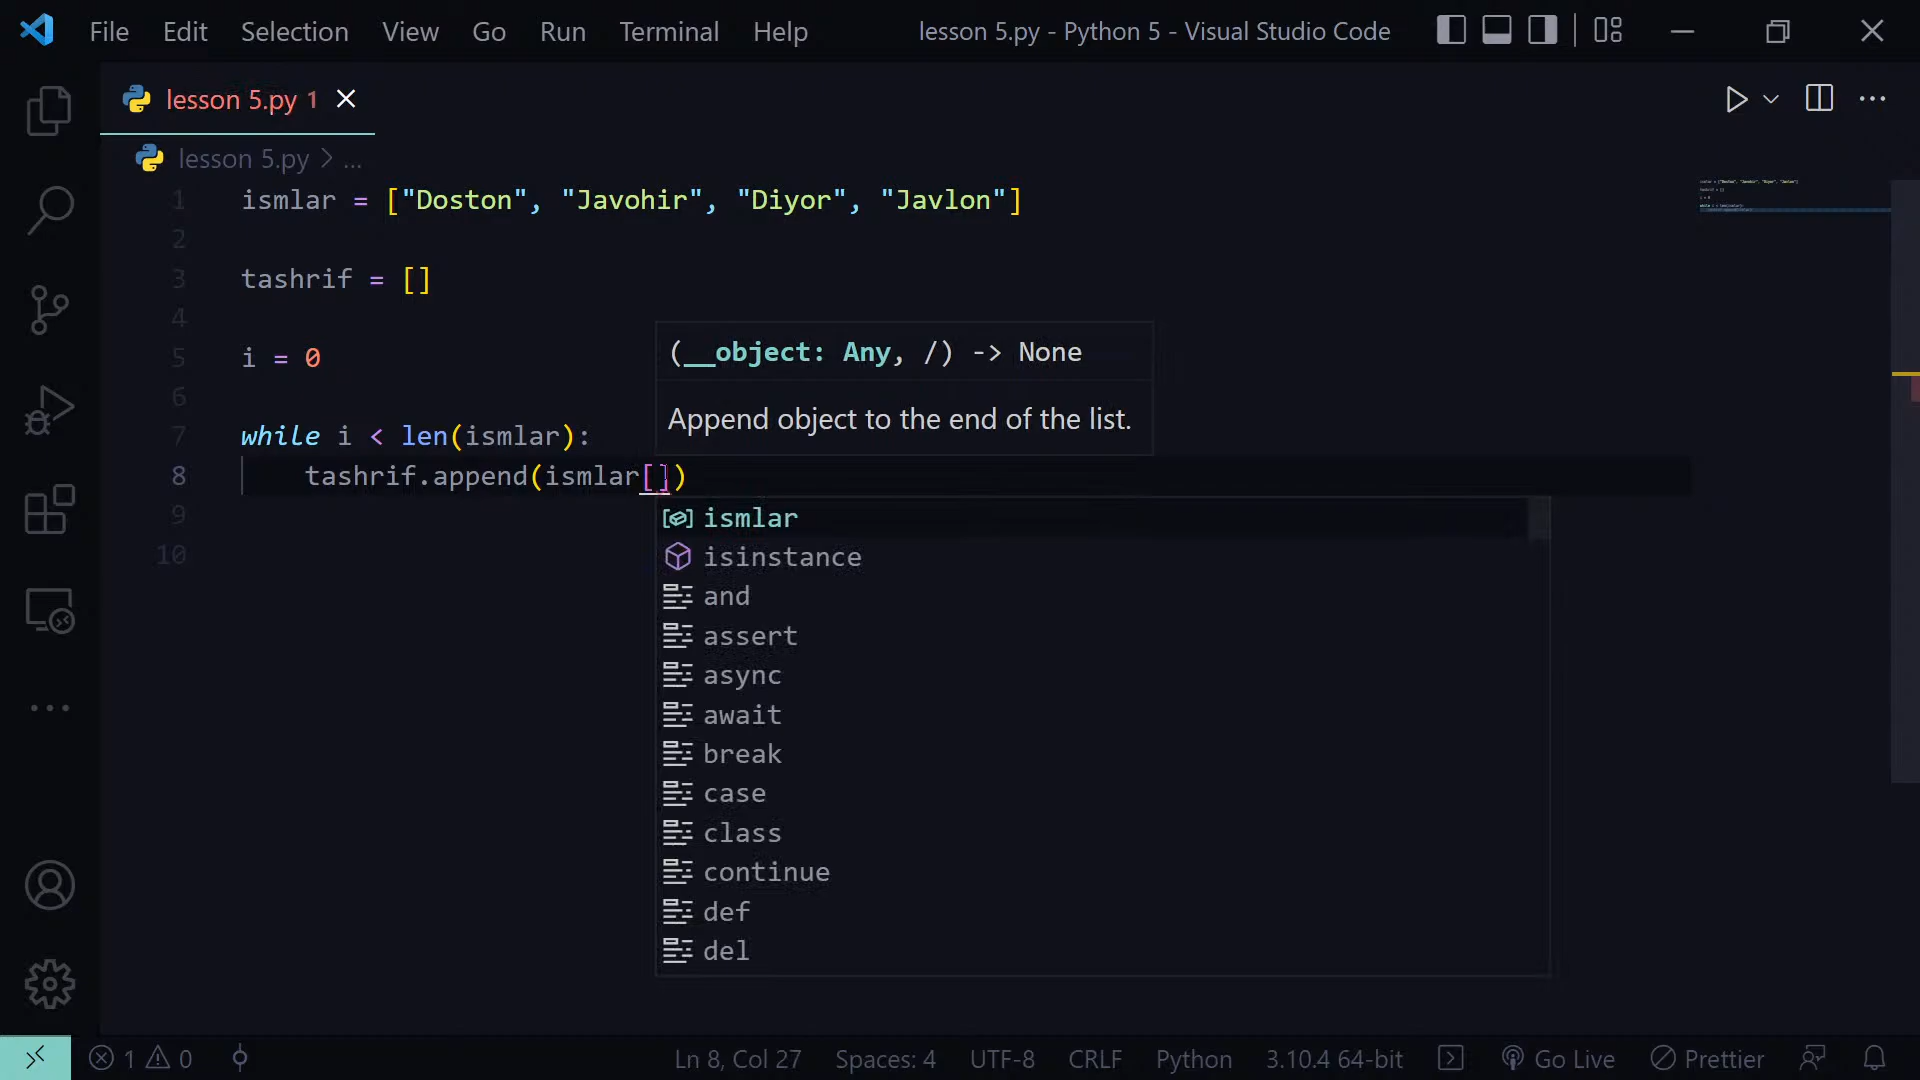 File Edit Selection View Go Run Terminal Help lesson 5.py - Python 5 - Visual Studio Code
lesson 5.py 1
lesson 5.py > ...
1 ismlar = ["Doston", "Javohir", "Diyor", "Javlon"]
2
3 tashrif = []
4
5 i = 0
6
(__object: Any, /) -> None
Append object to the end of the list.
7 while i < len(ismlar):
8 tashrif.append(ismlar[])
9
10
ismlar
isinstance
and
assert
async
await
break
case
class
continue
def
del
1 0 Ln 8, Col 27 Spaces: 4 UTF-8 CRLF Python 3.10.4 64-bit Go Live Prettier